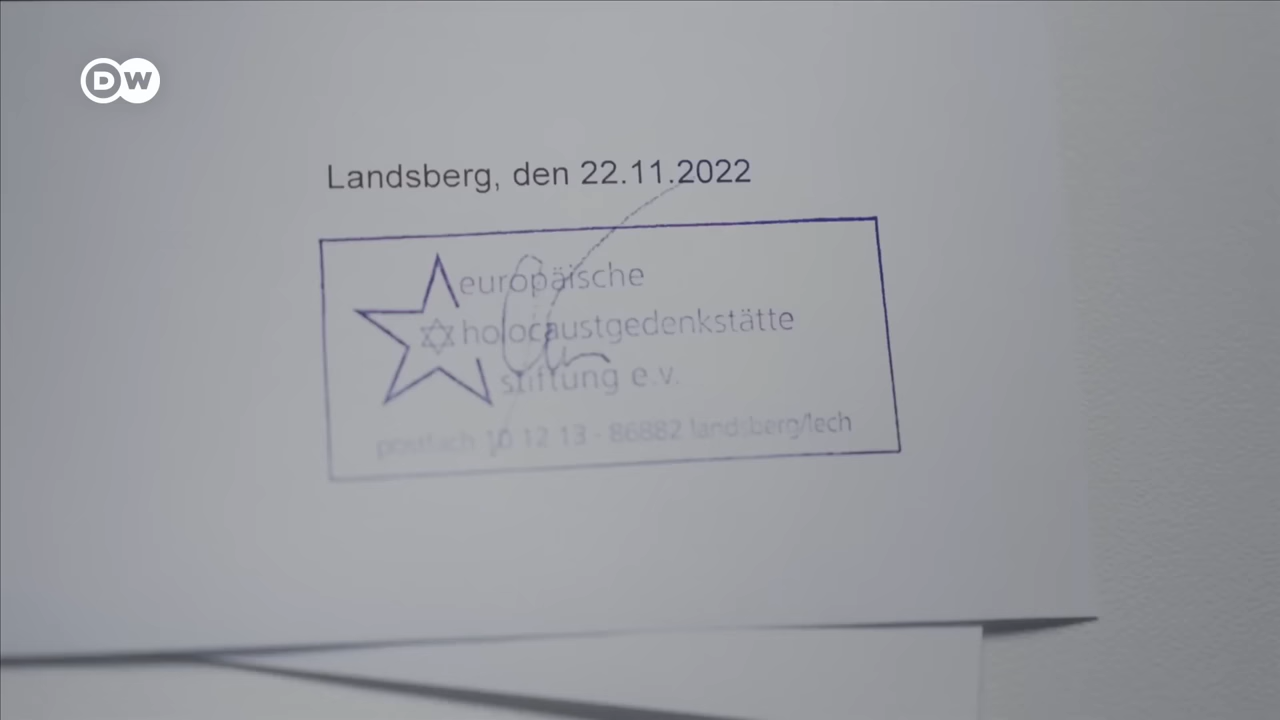 DW
Landsberg, den 22.11.2022
europäische
holocaustgedenkstätte
stiftung e.v.
postfach 10 12 13 - 86882 landsberg/lech